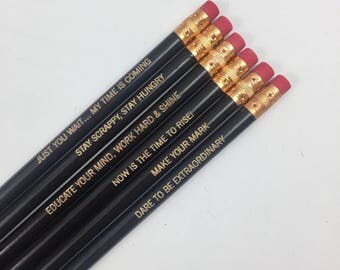 JUST YOU WAIT... MY TIME IS COMING
STAY SCRAPPY, STAY HUNGRY
EDUCATE YOUR MIND, WORK HARD & SHINE
NOW IS THE TIME TO RISE!
MAKE YOUR MARK
DARE TO BE EXTRAORDINARY